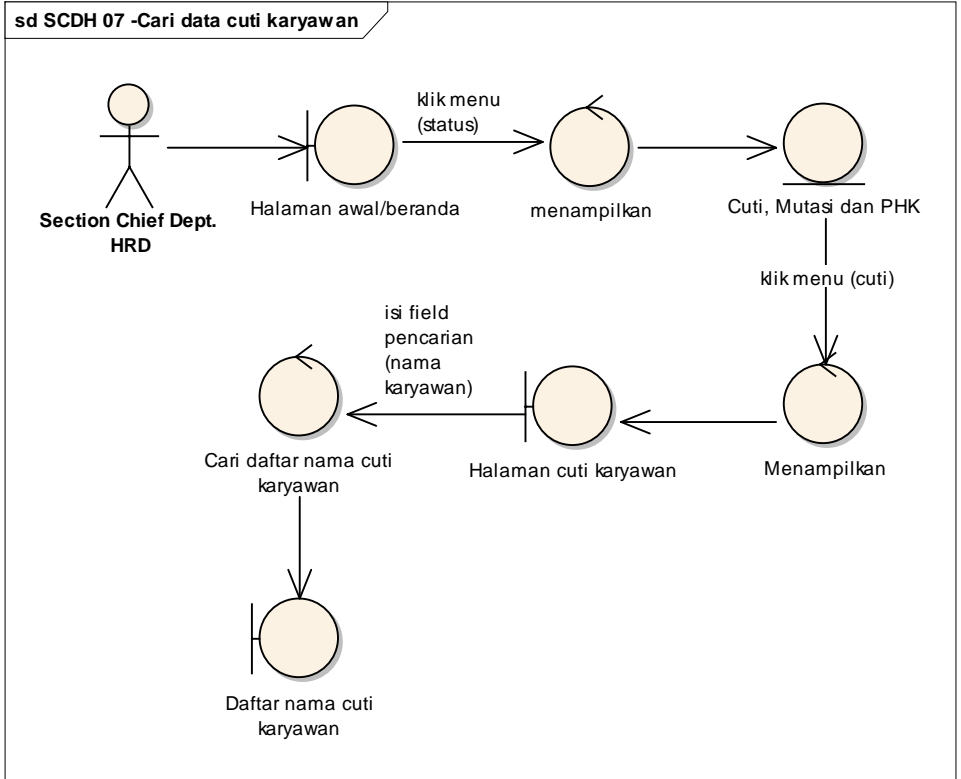 sd SCDH 07 -Cari data cuti karyawan
klik menu
(status)
Section Chief Dept.
HRD
Halaman awal/beranda
menampilkan
Cuti, Mutasi dan PHK
klik menu (cuti)
isi field
pencarian
(nama
karyawan)
Cari daftar nama cuti
karyawan
Halaman cuti karyawan
Menampilkan
Daftar nama cuti
karyawan